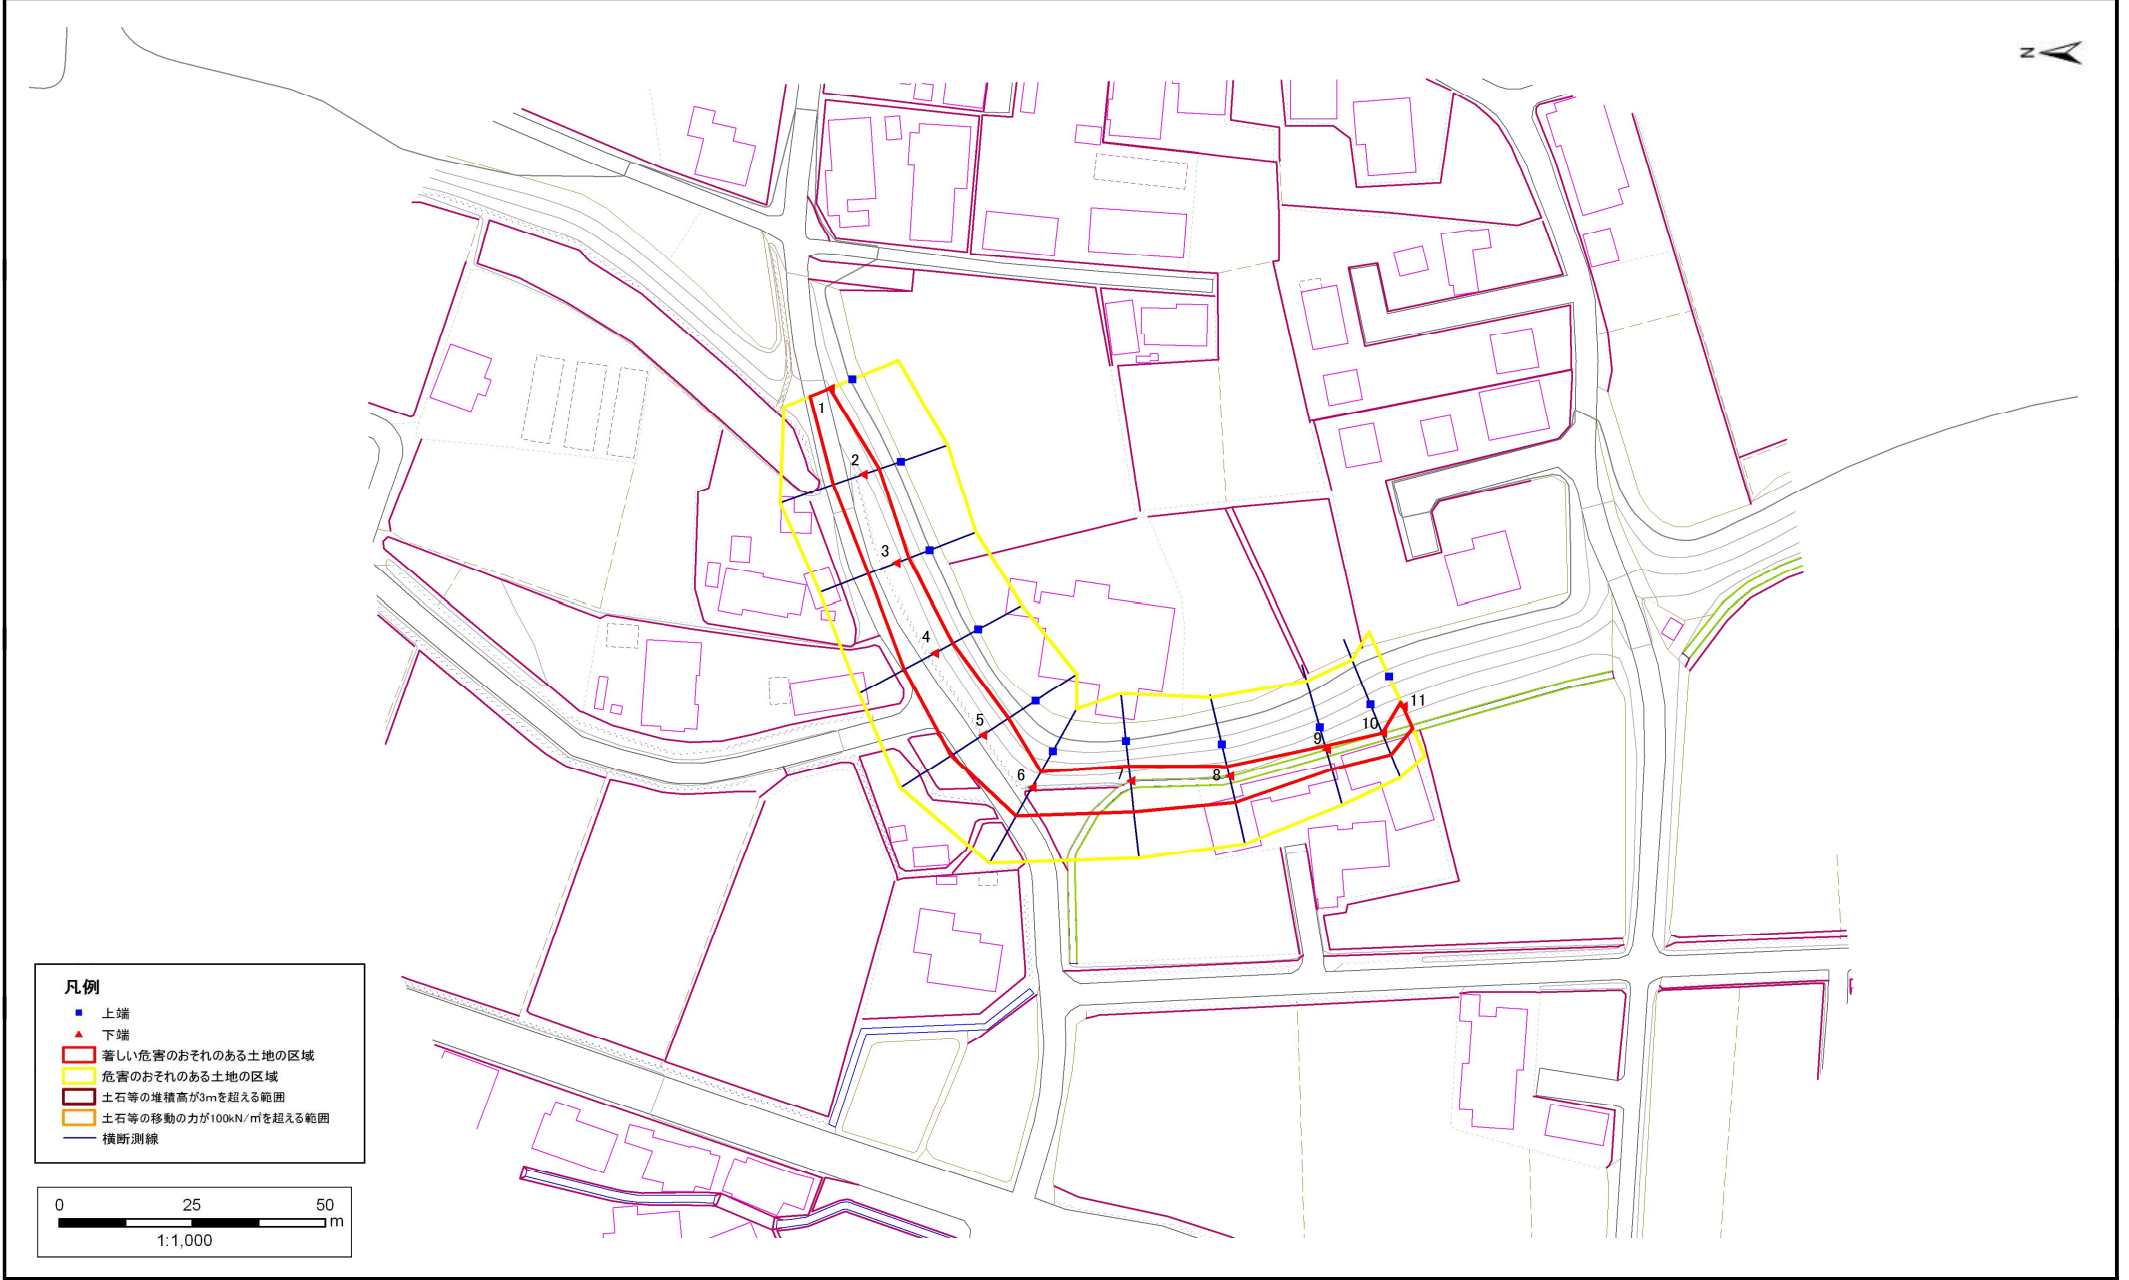 N
1
2
3
4
5
6
7
8
9
10
11
凡例
上端
下端
著しい危害のおそれのある土地の区域
危害のおそれのある土地の区域
土石等の堆積高が3mを超える範囲
土石等の移動の力が100kN/㎡を超える範囲
横断測線
0 25 50
m
1:1,000